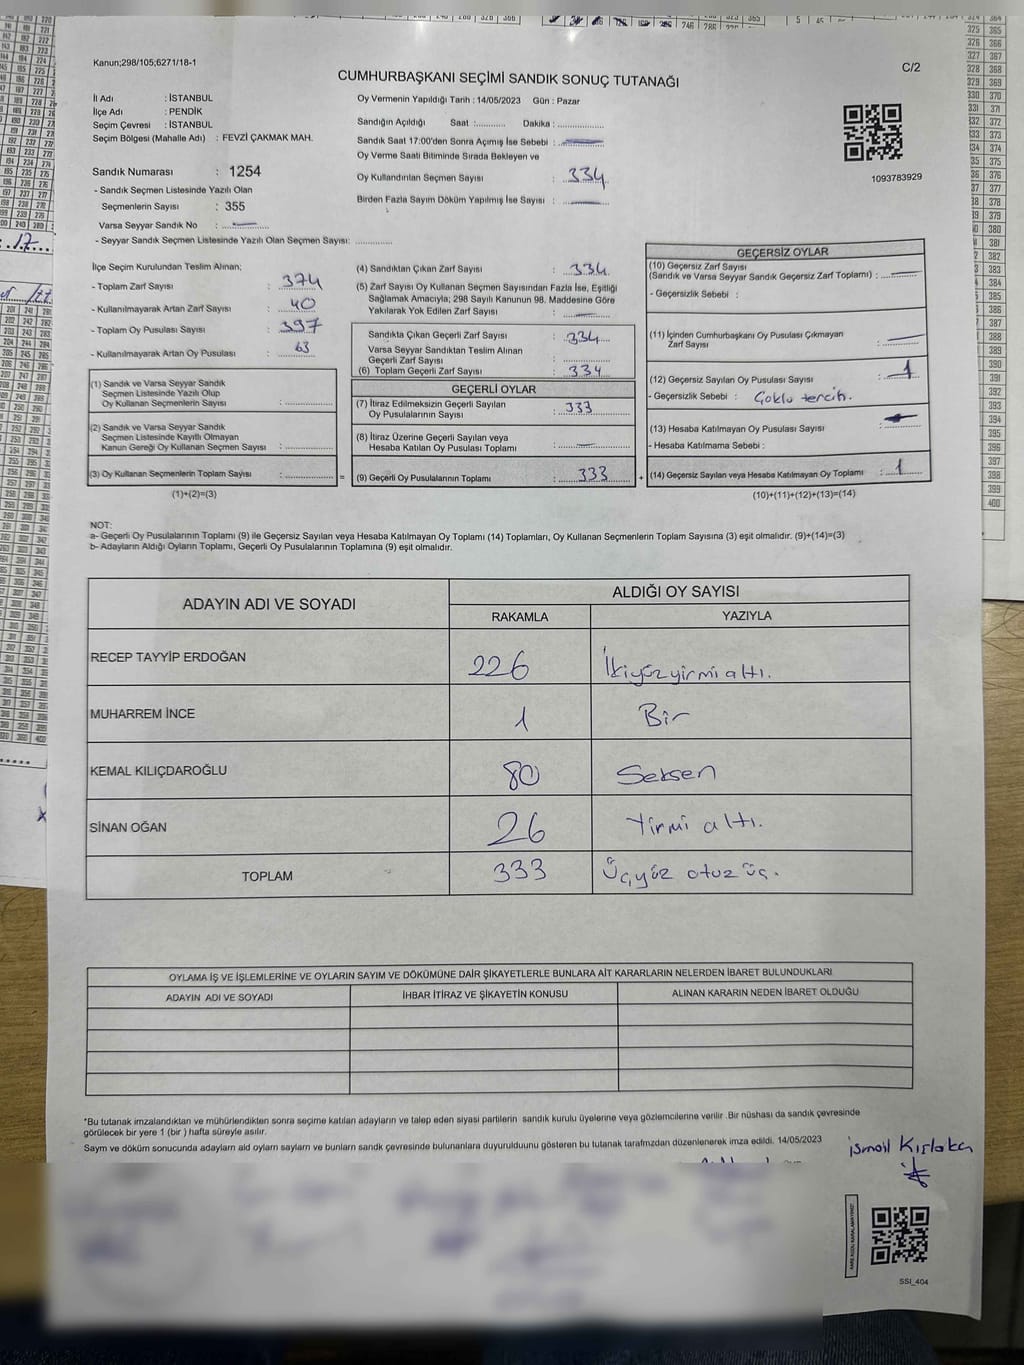 Kanun;298/105;6271/18-1
C/2
CUMHURBAŞKANI SEÇİMİ SANDIK SONUÇ TUTANAĞI
İl Adı : İSTANBUL
İlçe Adı : PENDİK
Seçim Çevresi : İSTANBUL
Seçim Bölgesi (Mahalle Adı) : FEVZİ ÇAKMAK MAH.
Sandık Numarası : 1254
- Sandık Seçmen Listesinde Yazılı Olan
Seçmenlerin Sayısı : 355
Varsa Seyyar Sandık No :
- Seyyar Sandık Seçmen Listesinde Yazılı Olan Seçmen Sayısı: ............
Oy Vermenin Yapıldığı Tarih : 14/05/2023 Gün : Pazar
Sandığın Açıldığı Saat :........... Dakika : ................
Sandık Saat 17:00'den Sonra Açımış İse Sebebi :
Oy Verme Saati Bitiminde Sırada Bekleyen ve
Oy Kullandırılan Seçmen Sayısı : 334
Birden Fazla Sayım Döküm Yapılmış İse Sayısı :
1093783929
İlçe Seçim Kurulundan Teslim Alınan;
- Toplam Zarf Sayısı : 374
- Kullanılmayarak Artan Zarf Sayısı : 40
- Toplam Oy Pusulası Sayısı : 397
- Kullanılmayarak Artan Oy Pusulası : 63
(1) Sandık ve Varsa Seyyar Sandık
Seçmen Listesinde Yazılı Olup
Oy Kullanan Seçmenlerin Sayısı :................
(2) Sandık ve Varsa Seyyar Sandık
Seçmen Listesinde Kayıtlı Olmayan
Kanun Gereği Oy Kullanan Seçmen Sayısı :................
(3) Oy Kullanan Seçmenlerin Toplam Sayısı :................
(1)+(2)=(3)
(4) Sandıktan Çıkan Zarf Sayısı : 334
(5) Zarf Sayısı Oy Kullanan Seçmen Sayısından Fazla İse, Eşitliği
Sağlamak Amacıyla; 298 Sayılı Kanunun 98. Maddesine Göre
Yakılarak Yok Edilen Zarf Sayısı :
Sandıkta Çıkan Geçerli Zarf Sayısı : 334
Varsa Seyyar Sandıktan Teslim Alınan
Geçerli Zarf Sayısı :
(6) Toplam Geçerli Zarf Sayısı : 334
GEÇERLİ OYLAR
(7) İtiraz Edilmeksizin Geçerli Sayılan
Oy Pusulalarının Sayısı : 333
(8) İtiraz Üzerine Geçerli Sayılan veya
Hesaba Katılan Oy Pusulası Toplamı :
= (9) Geçerli Oy Pusulalarının Toplamı : 333 +
GEÇERSİZ OYLAR
(10) Geçersiz Zarf Sayısı
(Sandık ve Varsa Seyyar Sandık Geçersiz Zarf Toplamı) :
- Geçersizlik Sebebi :
(11) İçinden Cumhurbaşkanı Oy Pusulası Çıkmayan
Zarf Sayısı :
(12) Geçersiz Sayılan Oy Pusulası Sayısı : 1
- Geçersizlik Sebebi : Çoklu tercih.
(13) Hesaba Katılmayan Oy Pusulası Sayısı :
- Hesaba Katılmama Sebebi :
(14) Geçersiz Sayılan veya Hesaba Katılmayan Oy Toplamı : 1
(10)+(11)+(12)+(13)=(14)
NOT:
a- Geçerli Oy Pusulalarının Toplamı (9) ile Geçersiz Sayılan veya Hesaba Katılmayan Oy Toplamı (14) Toplamları, Oy Kullanan Seçmenlerin Toplam Sayısına (3) eşit olmalıdır. (9)+(14)=(3)
b- Adayların Aldığı Oyların Toplamı, Geçerli Oy Pusulalarının Toplamına (9) eşit olmalıdır.
ADAYIN ADI VE SOYADI ALDIĞI OY SAYISI
RAKAMLA YAZIYLA
RECEP TAYYİP ERDOĞAN 226 İkiyüzyirmialtı.
MUHARREM İNCE 1 Bir
KEMAL KILIÇDAROĞLU 80 Seksen
SİNAN OĞAN 26 Yirmi altı.
TOPLAM 333 Üçyüz otuz üç.
OYLAMA İŞ VE İŞLEMLERİNE VE OYLARIN SAYIM VE DÖKÜMÜNE DAİR ŞİKAYETLERLE BUNLARA AİT KARARLARIN NELERDEN İBARET BULUNDUKLARI
ADAYIN ADI VE SOYADI İHBAR İTİRAZ VE ŞİKAYETİN KONUSU ALINAN KARARIN NEDEN İBARET OLDUĞU
*Bu tutanak imzalandıktan ve mühürlendikten sonra seçime katılan adayların ve talep eden siyasi partilerin sandık kurulu üyelerine veya gözlemcilerine verilir .Bir nüshası da sandık çevresinde
görülecek bir yere 1 (bir ) hafta süreyle asılır.
Saym ve döküm sonucunda adayların ald oyların saylarn ve bunların sandk çevresinde bulunanlara duyurulduunu gösteren bu tutanak tarafmzdan düzenlenerek imza edildi. 14/05/2023
İsmail
SSI_404